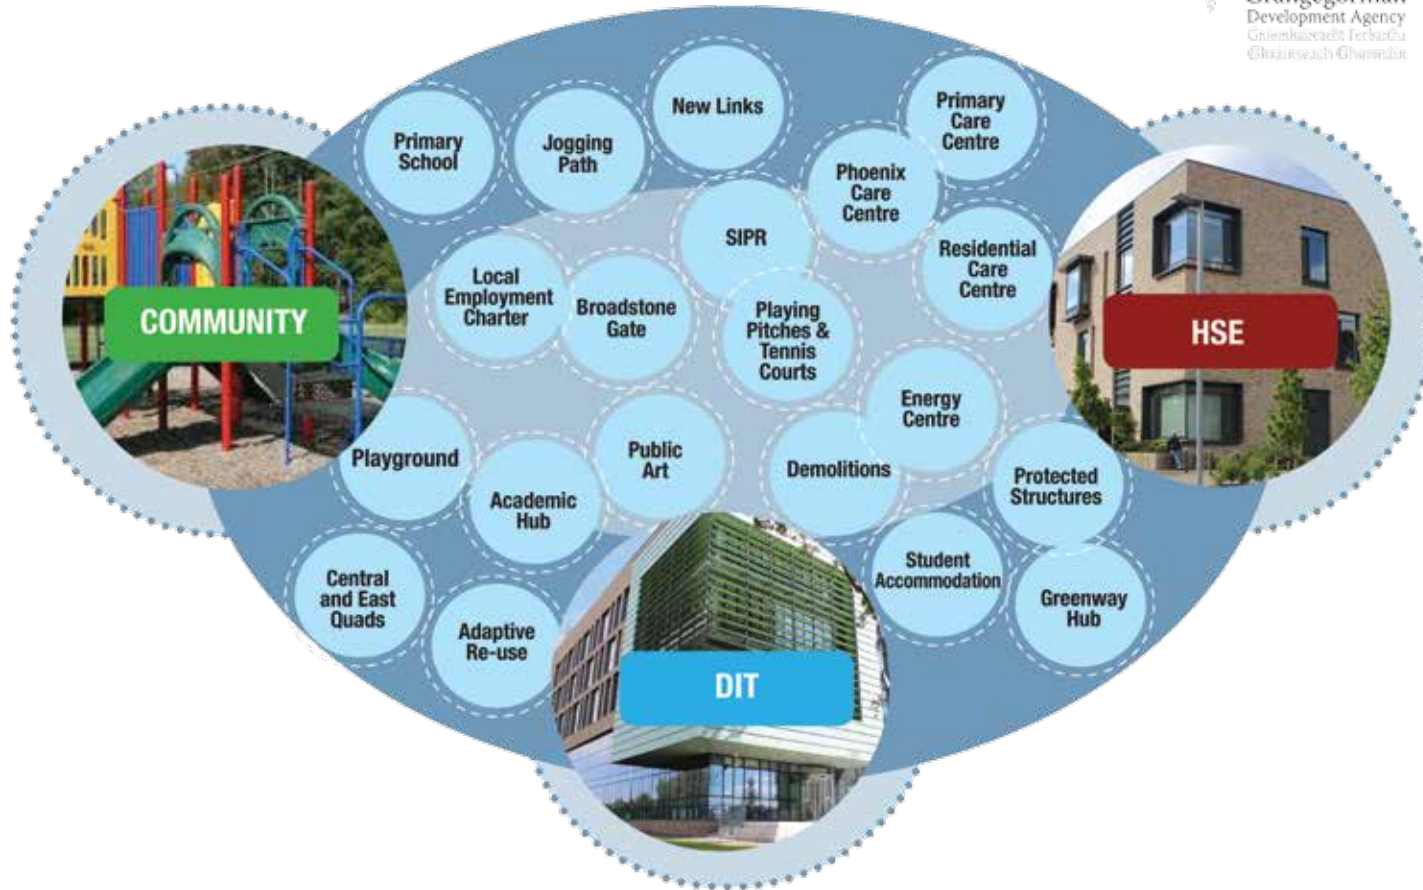 Development Agency
New Links
Primary
Care
Centre
Primary
School
Jogging
Path
Phoenix
Care
Centre
SIPR
Residential
Care
Centre
Local
Employment
Charter
Broadstone
Gate
Playing
Pitches &
Tennis
Courts
COMMUNITY
HSE
Energy
Centre
Playground
Public
Art
Demolitions
Protected
Structures
Academic
Hub
Central
and East
Quads
Student
Accommodation
Greenway
Hub
Adaptive
Re-use
DIT